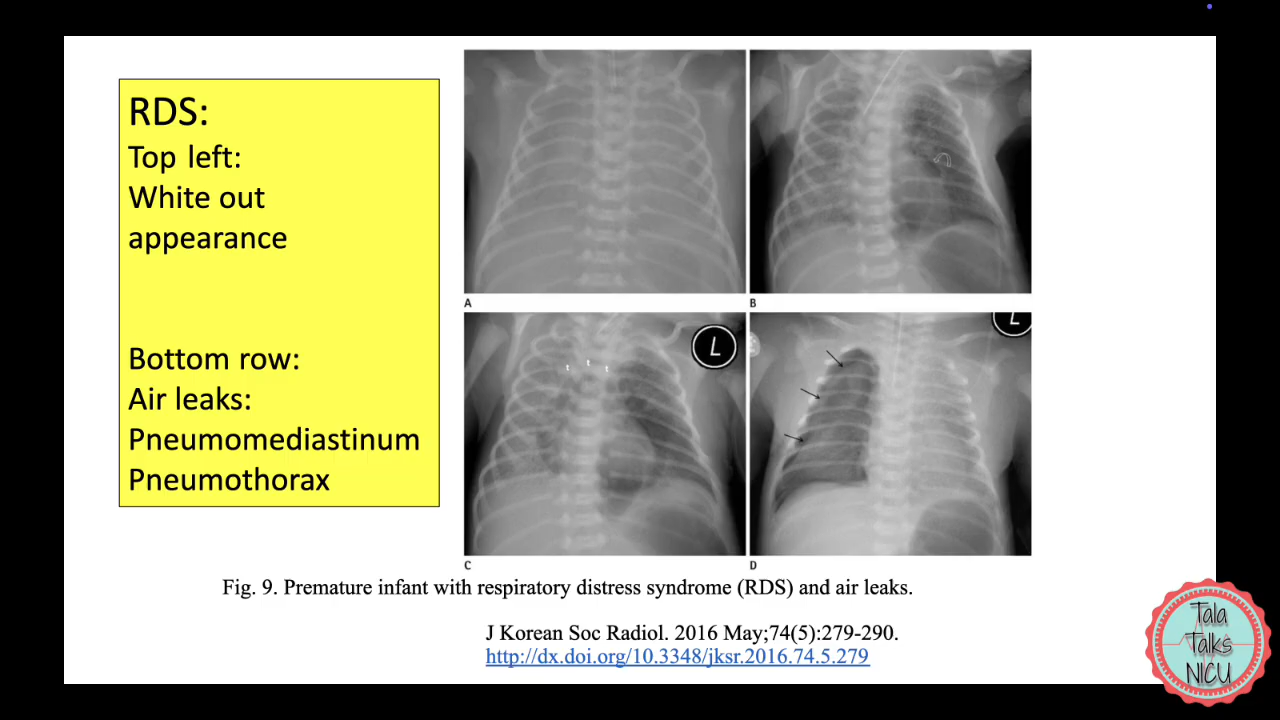 RDS:
Top left:
White out
appearance
Bottom row:
Air leaks:
Pneumomediastinum
Pneumothorax
A
B
t t t
L
L
C
D
Fig. 9. Premature infant with respiratory distress syndrome (RDS) and air leaks.
J Korean Soc Radiol. 2016 May;74(5):279-290.
http://dx.doi.org/10.3348/jksr.2016.74.5.279
Tala
Talks
NICU